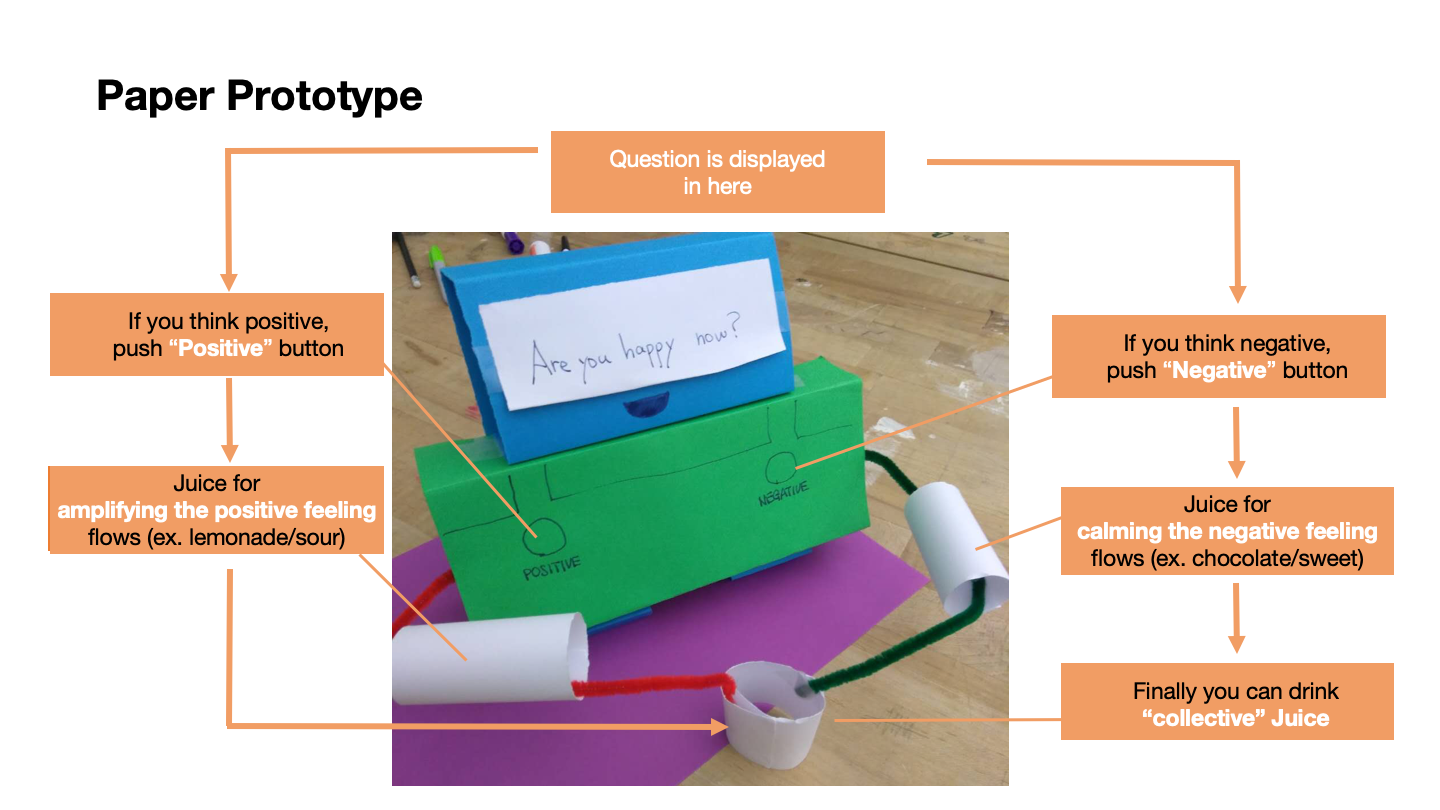 Paper Prototype
Question is displayed
in here
If you think positive,
push “Positive” button
Juice for
amplifying the positive feeling
flows (ex. lemonade/sour)
Are you happy now?
POSITIVE
NEGATIVE
If you think negative,
push “Negative” button
Juice for
calming the negative feeling
flows (ex. chocolate/sweet)
Finally you can drink
“collective” Juice